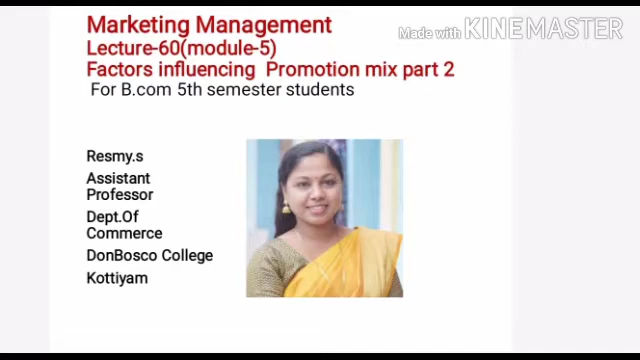 Marketing Management
Made with KINEMASTER
Lecture-60(module-5)
Factors influencing Promotion mix part 2
For B.com 5th semester students
Resmy.s
Assistant
Professor
Dept.Of
Commerce
DonBosco College
Kottiyam